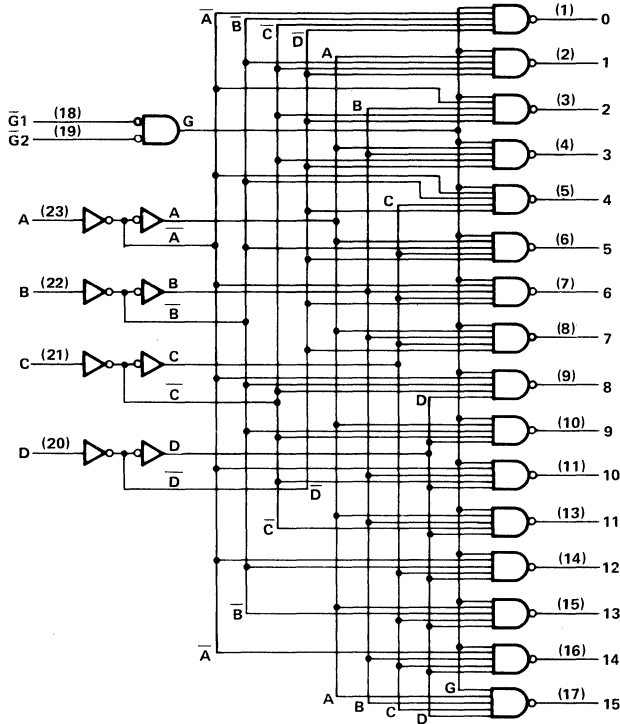 A̅ (1) 0
B̅
C̅
D̅
A (2) 1
B (3) 2
G̅1 (18) G
G̅2 (19)
(4) 3
C (5) 4
A (23) A
A̅
(6) 5
B (22) B (7) 6
B̅
(8) 7
C (21) C
C̅
D (9) 8
(10) 9
D (20) D
D̅ D̅
(11) 10
C̅ (13) 11
(14) 12
B̅ (15) 13
A̅ (16) 14
G
A B C D (17) 15